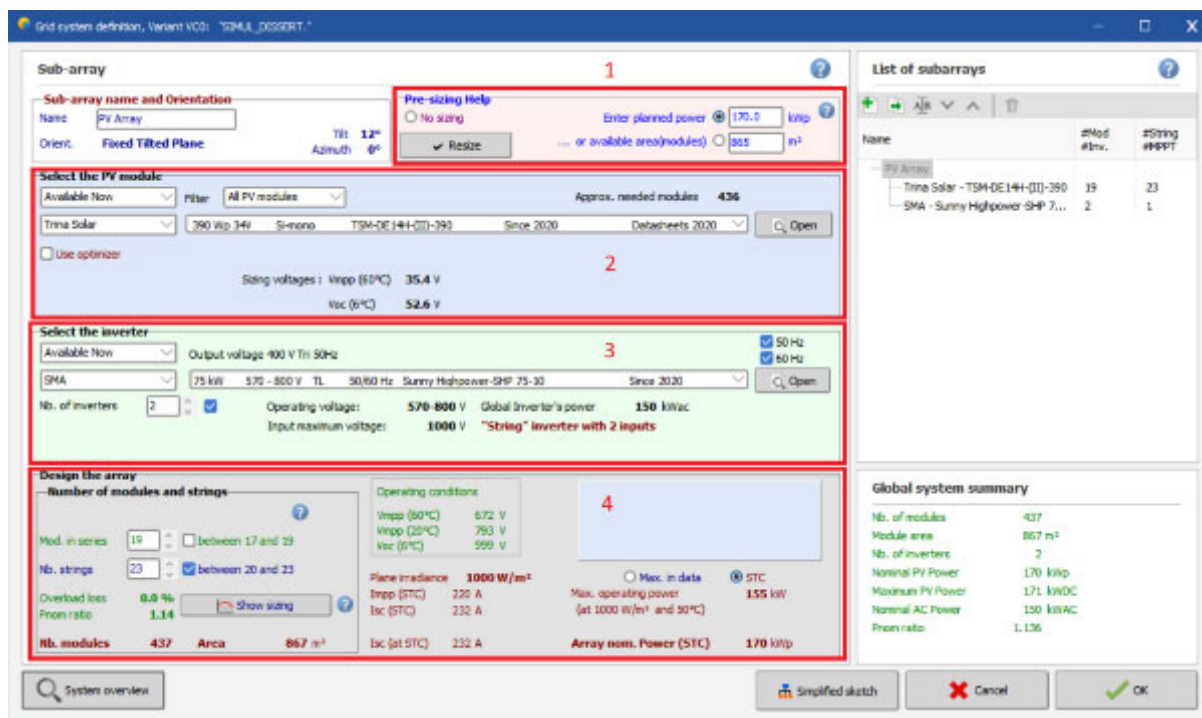 Grid system definition, Variant VC0: "SIMUL_DISSERT."
Sub-array
1
Sub-array name and Orientation
Name PV Array
Orient. Fixed Tilted Plane
Tilt 12°
Azimuth 0°
Pre-sizing Help
No sizing
Enter planned power 170.0 kWp
Resize
... or available area(modules) 865 m²
Select the PV module
Available Now Filter All PV modules Approx. needed modules 436
Trina Solar 390 Wp 34V Si-mono TSM-DE14H-(II)-390 Since 2020 Datasheets 2020 Open
Use optimizer
2
Sizing voltages : Vmpp (60°C) 35.4 V
Voc (6°C) 52.6 V
Select the inverter
Available Now Output voltage 400 V Tri 50Hz
3
50 Hz
60 Hz
SMA 75 kW 570 - 800 V TL 50/60 Hz Sunny Highpower-SHP 75-10 Since 2020 Open
Nb. of inverters 2 Operating voltage: 570-800 V Global Inverter's power 150 kWac
Input maximum voltage: 1000 V "String" inverter with 2 inputs
Design the array
Number of modules and strings
Mod. in series 19 between 17 and 19
Nb. strings 23 between 20 and 23
Overload loss 0.0 %
Pnom ratio 1.14
Show sizing
Nb. modules 437 Area 867 m²
Operating conditions
Vmpp (60°C) 672 V
Vmpp (20°C) 793 V
Voc (6°C) 999 V
4
Plane irradiance 1000 W/m²
Max. in data STC
Impp (STC) 220 A
Max. operating power 155 kW
Isc (STC) 232 A
(at 1000 W/m² and 50°C)
Isc (at STC) 232 A
Array nom. Power (STC) 170 kWp
List of subarrays
Name
#Mod #String
#Inv. #MPPT
PV Array
Trina Solar - TSM-DE14H-(II)-390 19 23
SMA - Sunny Highpower-SHP 7... 2 1
Global system summary
Nb. of modules 437
Module area 867 m²
Nb. of inverters 2
Nominal PV Power 170 kWp
Maximum PV Power 171 kWDC
Nominal AC Power 150 kWAC
Pnom ratio 1.136
System overview
Simplified sketch
Cancel
OK